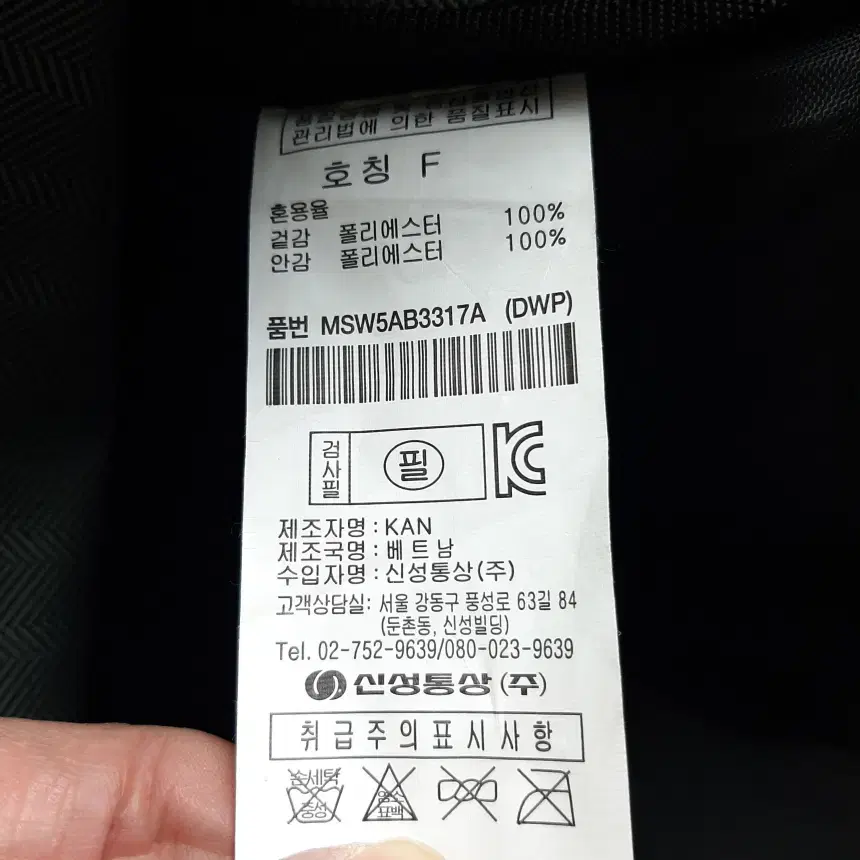 관리법에 의한 품질표시
호칭 F
혼용율
겉감 폴리에스터 100%
안감 폴리에스터 100%
품번 MSW5AB3317A (DWP)
검사필 필
제조자명 : KAN
제조국명 : 베트남
수입자명 : 신성통상(주)
고객상담실: 서울 강동구 풍성로 63길 84
(둔촌동, 신성빌딩)
Tel. 02-752-9639/080-023-9639
신성통상(주)
취급주의표시사항
손세탁 중성
염소 표백